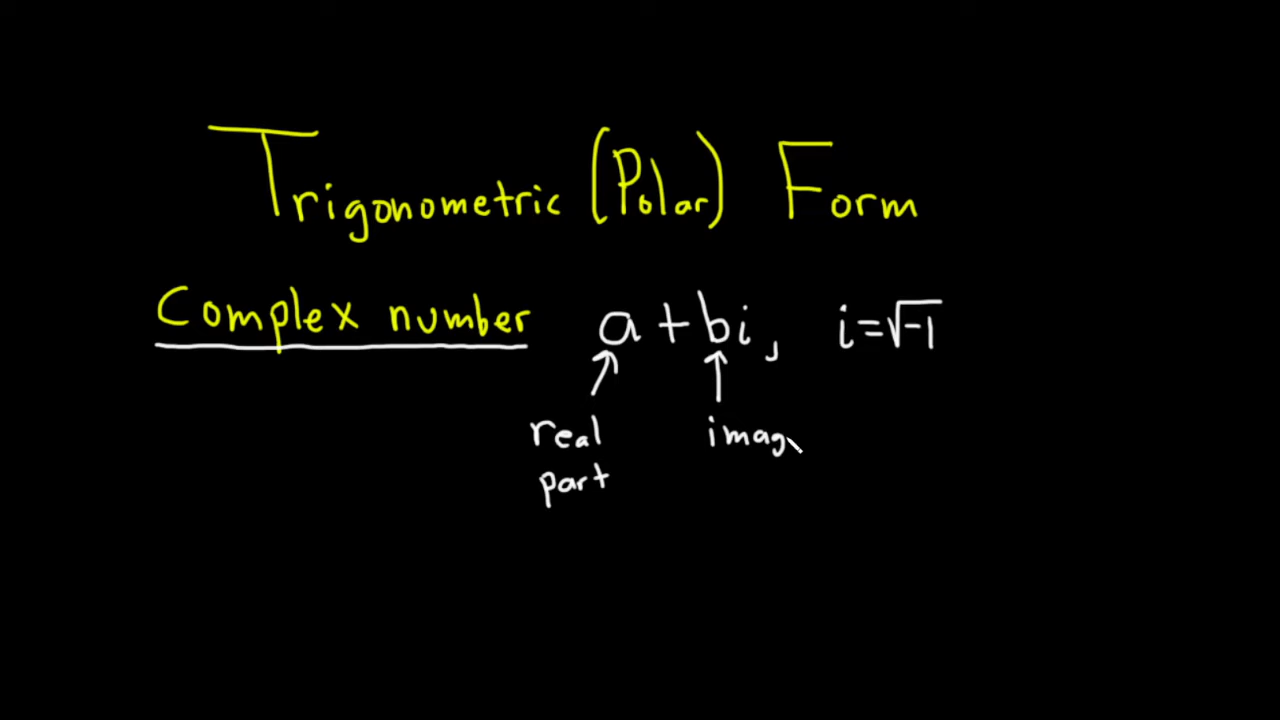 Trigonometric (Polar) Form
Complex number a + bi, i = √-1
real imag
part